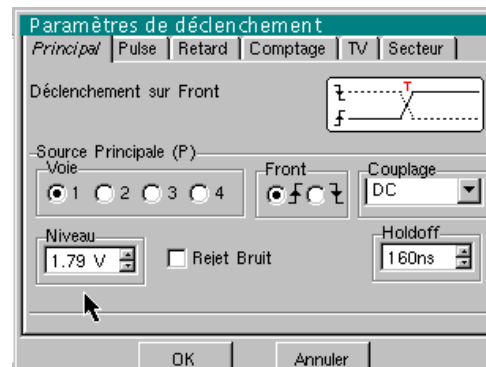 Paramètres de déclenchement
Principal Pulse Retard Comptage TV Secteur
Déclenchement sur Front
T
Source Principale (P)
Voie Front Couplage
1 2 3 4 DC
Niveau Holdoff
1.79 V Rejet Bruit 160ns
OK Annuler